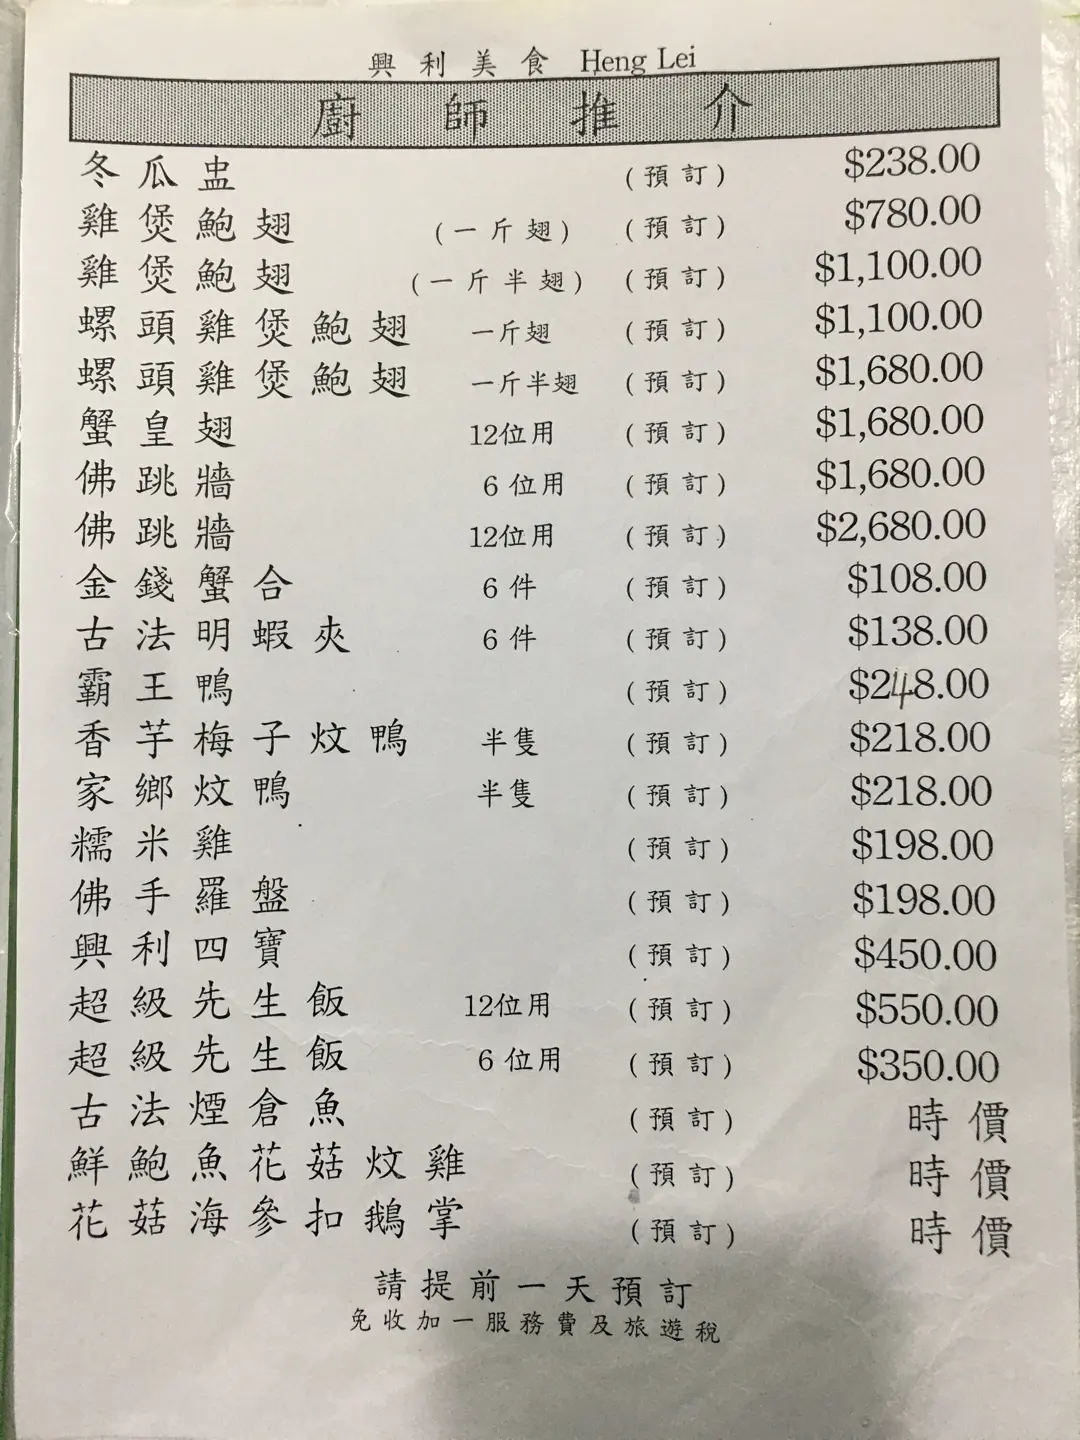 興利美食 Heng Lei
廚師推介
冬瓜盅 (預訂) $238.00
雞煲鮑翅 (一斤翅) (預訂) $780.00
雞煲鮑翅 (一斤半翅) (預訂) $1,100.00
螺頭雞煲鮑翅 一斤翅 (預訂) $1,100.00
螺頭雞煲鮑翅 一斤半翅 (預訂) $1,680.00
蟹皇翅 12位用 (預訂) $1,680.00
佛跳牆 6位用 (預訂) $1,680.00
佛跳牆 12位用 (預訂) $2,680.00
金錢蟹合 6件 (預訂) $108.00
古法明蝦夾 6件 (預訂) $138.00
霸王鴨 (預訂) $248.00
香芋梅子炆鴨 半隻 (預訂) $218.00
家鄉炆鴨 半隻 (預訂) $218.00
糯米雞 (預訂) $198.00
佛手羅盤 (預訂) $198.00
興利四寶 (預訂) $450.00
超級先生飯 12位用 (預訂) $550.00
超級先生飯 6位用 (預訂) $350.00
古法煙倉魚 (預訂) 時價
鮮鮑魚花菇炆雞 (預訂) 時價
花菇海參扣鵝掌 (預訂) 時價
請提前一天預訂
免收加一服務費及旅遊稅